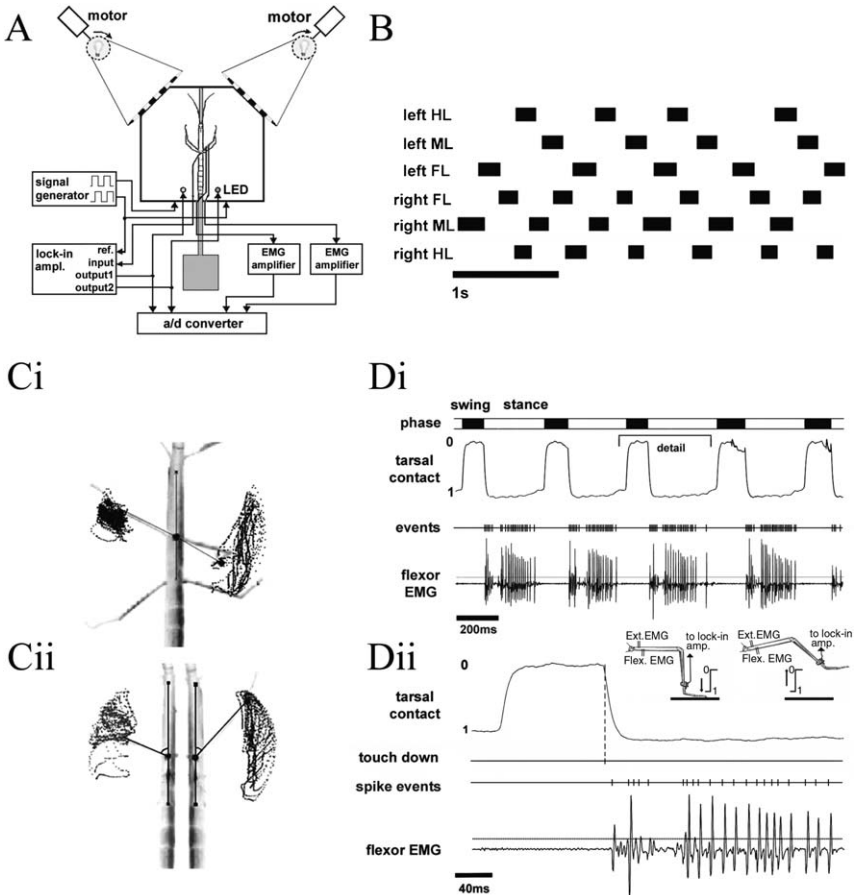 A
motor
motor
LED
signal
generator
ref.
lock-in
ampl.
input
output1
output2
EMG
amplifier
EMG
amplifier
a/d converter
B
left HL
left ML
left FL
right FL
right ML
right HL
1s
Ci
Cii
Di
swing stance
phase
0
detail
tarsal
contact
1
events
flexor
EMG
200ms
Dii
Ext.EMG
to lock-in
amp.
Flex. EMG
0
1
Ext.EMG
to lock-in
amp.
Flex. EMG
0
1
0
tarsal
contact
1
touch down
spike events
flexor EMG
40ms